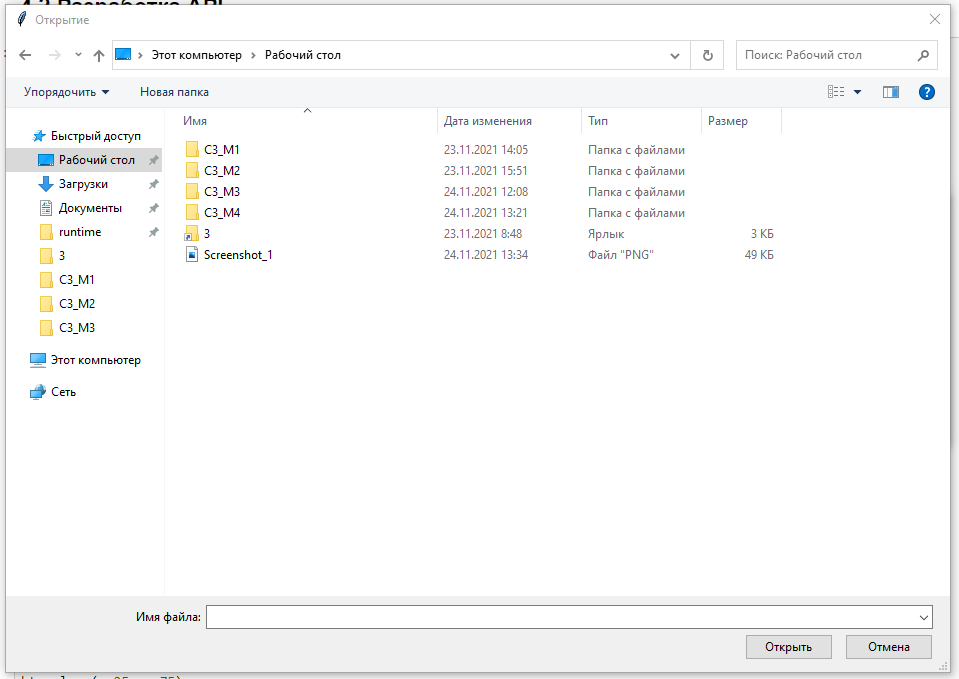 4.2 Разработка API
Открытие
Этот компьютер
Рабочий стол
Поиск: Рабочий стол
Упорядочить
Новая папка
Имя
Дата изменения
Тип
Размер
Быстрый доступ
Рабочий стол
Загрузки
Документы
runtime
3
C3_M1
C3_M2
C3_M3
Этот компьютер
Сеть
C3_M1 23.11.2021 14:05 Папка с файлами
C3_M2 23.11.2021 15:51 Папка с файлами
C3_M3 24.11.2021 12:08 Папка с файлами
C3_M4 24.11.2021 13:21 Папка с файлами
3 23.11.2021 8:48 Ярлык 3 КБ
Screenshot_1 24.11.2021 13:34 Файл "PNG" 49 КБ
Имя файла:
Открыть
Отмена